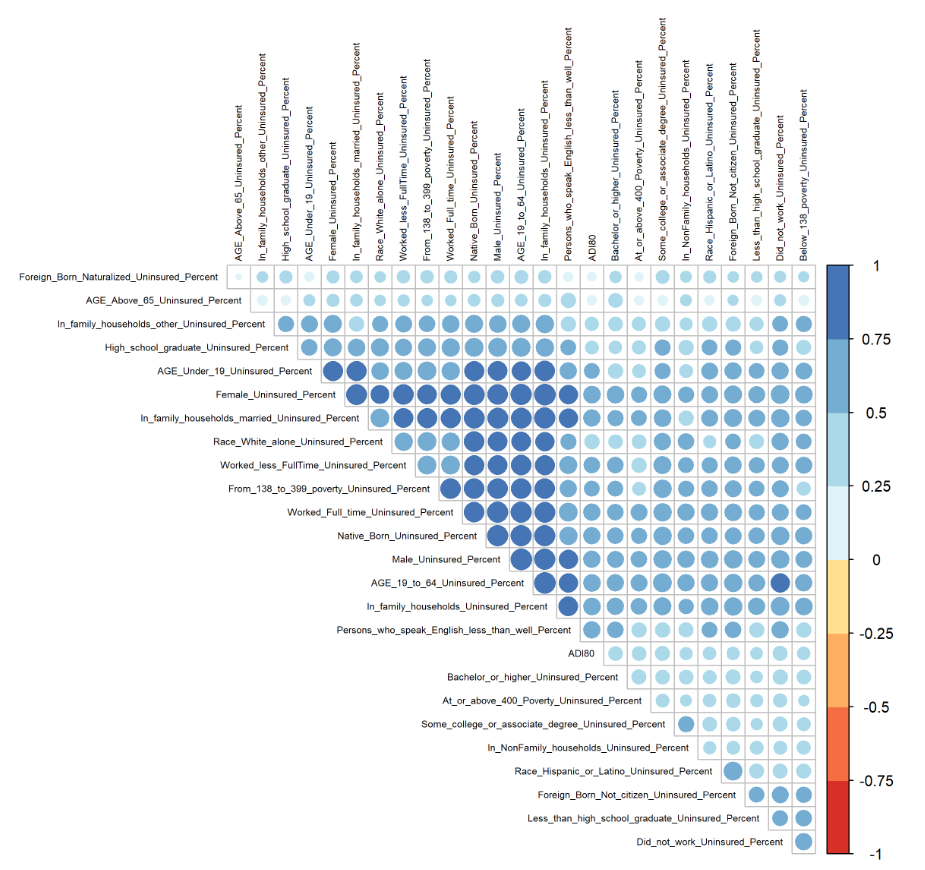 AGE_Above_65_Uninsured_Percent
In_family_households_other_Uninsured_Percent
High_school_graduate_Uninsured_Percent
AGE_Under_19_Uninsured_Percent
Female_Uninsured_Percent
In_family_households_married_Uninsured_Percent
Race_White_alone_Uninsured_Percent
Worked_less_FullTime_Uninsured_Percent
From_138_to_399_poverty_Uninsured_Percent
Worked_Full_time_Uninsured_Percent
Native_Born_Uninsured_Percent
Male_Uninsured_Percent
AGE_19_to_64_Uninsured_Percent
In_family_households_Uninsured_Percent
Persons_who_speak_English_less_than_well_Percent
ADI80
Bachelor_or_higher_Uninsured_Percent
At_or_above_400_Poverty_Uninsured_Percent
Some_college_or_associate_degree_Uninsured_Percent
In_NonFamily_households_Uninsured_Percent
Race_Hispanic_or_Latino_Uninsured_Percent
Foreign_Born_Not_citizen_Uninsured_Percent
Less_than_high_school_graduate_Uninsured_Percent
Did_not_work_Uninsured_Percent
Below_138_poverty_Uninsured_Percent
Foreign_Born_Naturalized_Uninsured_Percent
AGE_Above_65_Uninsured_Percent
In_family_households_other_Uninsured_Percent
High_school_graduate_Uninsured_Percent
AGE_Under_19_Uninsured_Percent
Female_Uninsured_Percent
In_family_households_married_Uninsured_Percent
Race_White_alone_Uninsured_Percent
Worked_less_FullTime_Uninsured_Percent
From_138_to_399_poverty_Uninsured_Percent
Worked_Full_time_Uninsured_Percent
Native_Born_Uninsured_Percent
Male_Uninsured_Percent
AGE_19_to_64_Uninsured_Percent
In_family_households_Uninsured_Percent
Persons_who_speak_English_less_than_well_Percent
ADI80
Bachelor_or_higher_Uninsured_Percent
At_or_above_400_Poverty_Uninsured_Percent
Some_college_or_associate_degree_Uninsured_Percent
In_NonFamily_households_Uninsured_Percent
Race_Hispanic_or_Latino_Uninsured_Percent
Foreign_Born_Not_citizen_Uninsured_Percent
Less_than_high_school_graduate_Uninsured_Percent
Did_not_work_Uninsured_Percent
1
0.75
0.5
0.25
0
-0.25
-0.5
-0.75
-1